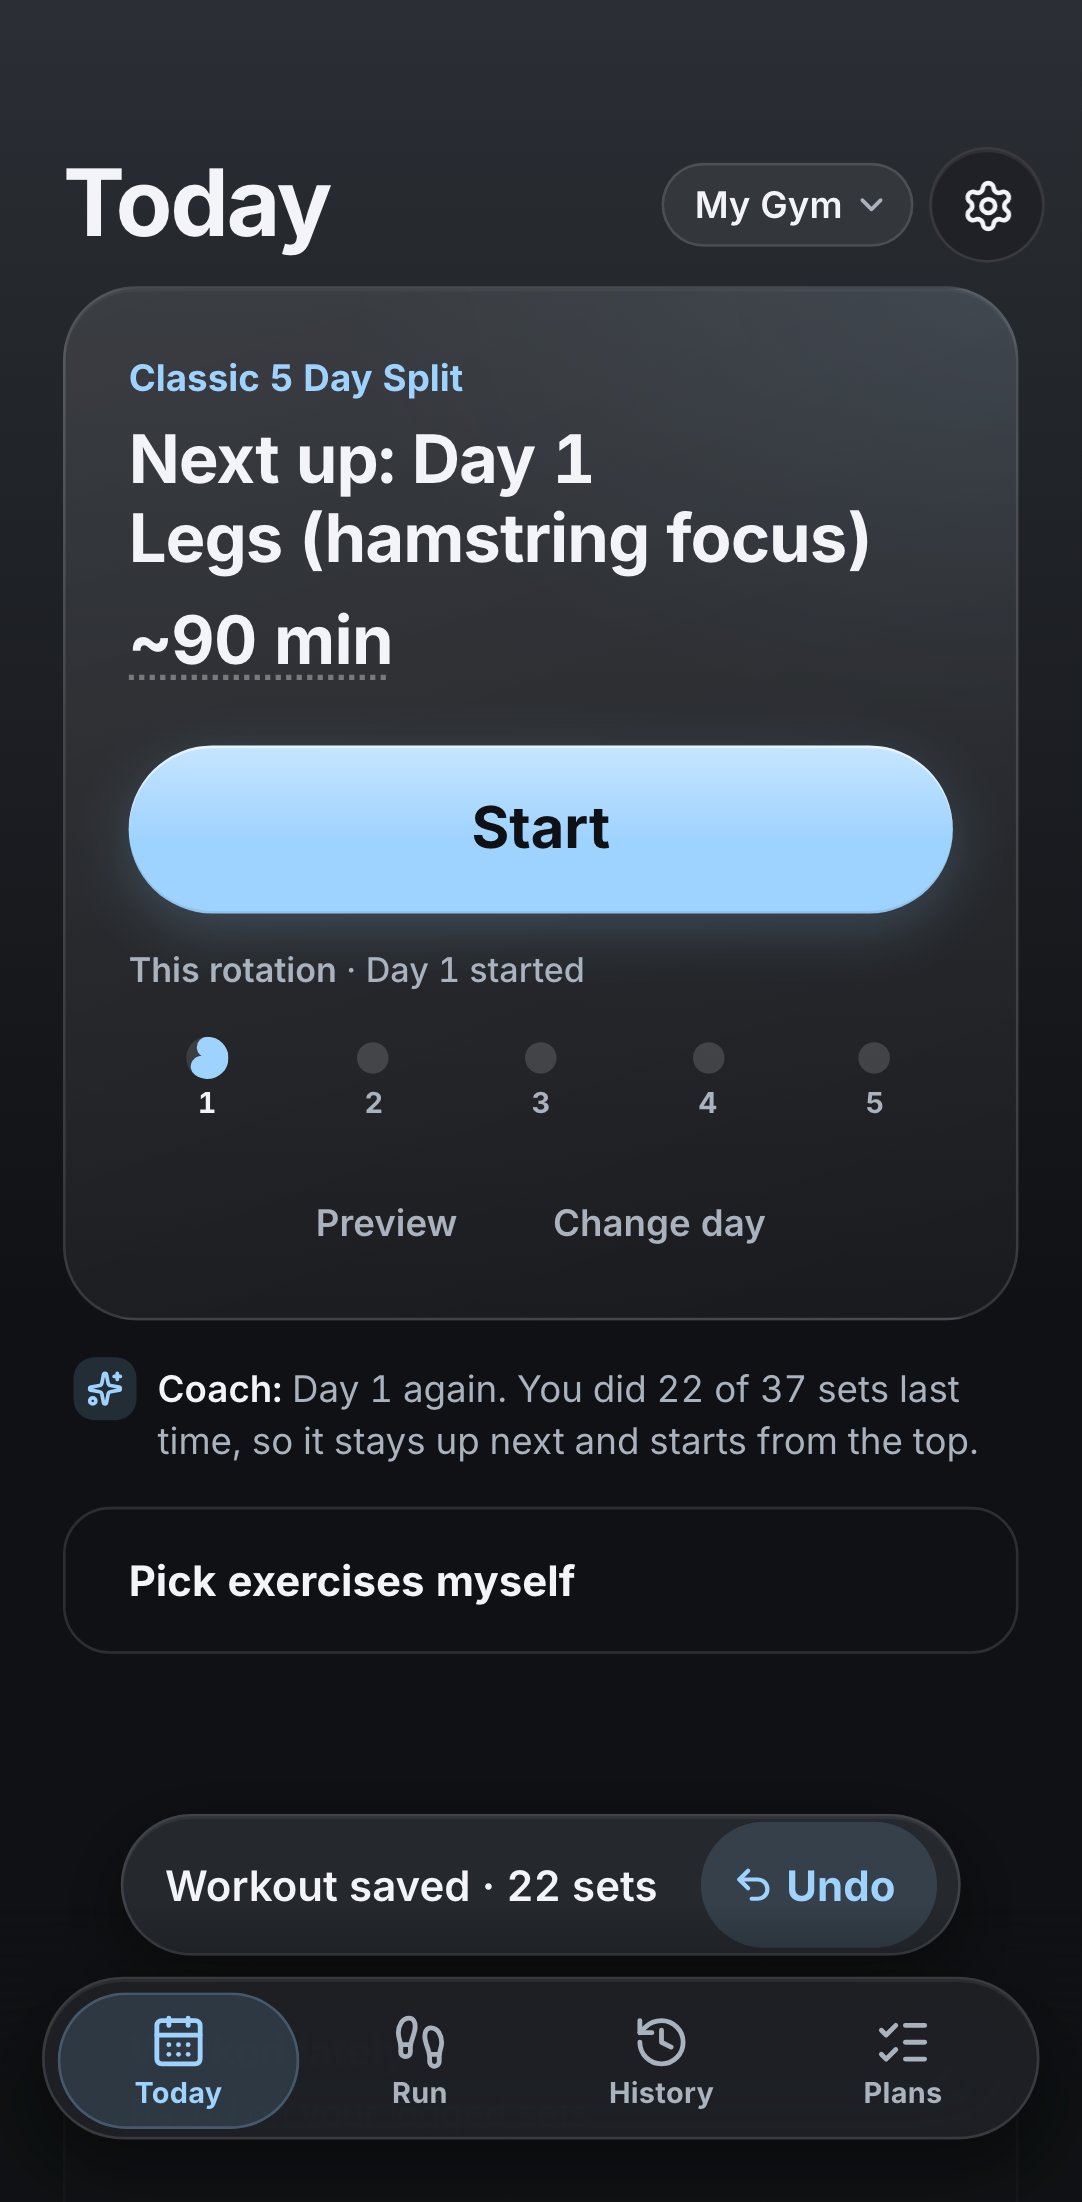 Today
My Gym
Classic 5 Day Split
Next up: Day 1
Legs (hamstring focus)
~90 min
Start
This rotation · Day 1 started
1 2 3 4 5
Preview Change day
Coach: Day 1 again. You did 22 of 37 sets last
time, so it stays up next and starts from the top.
Pick exercises myself
Workout saved · 22 sets Undo
Today Run History Plans